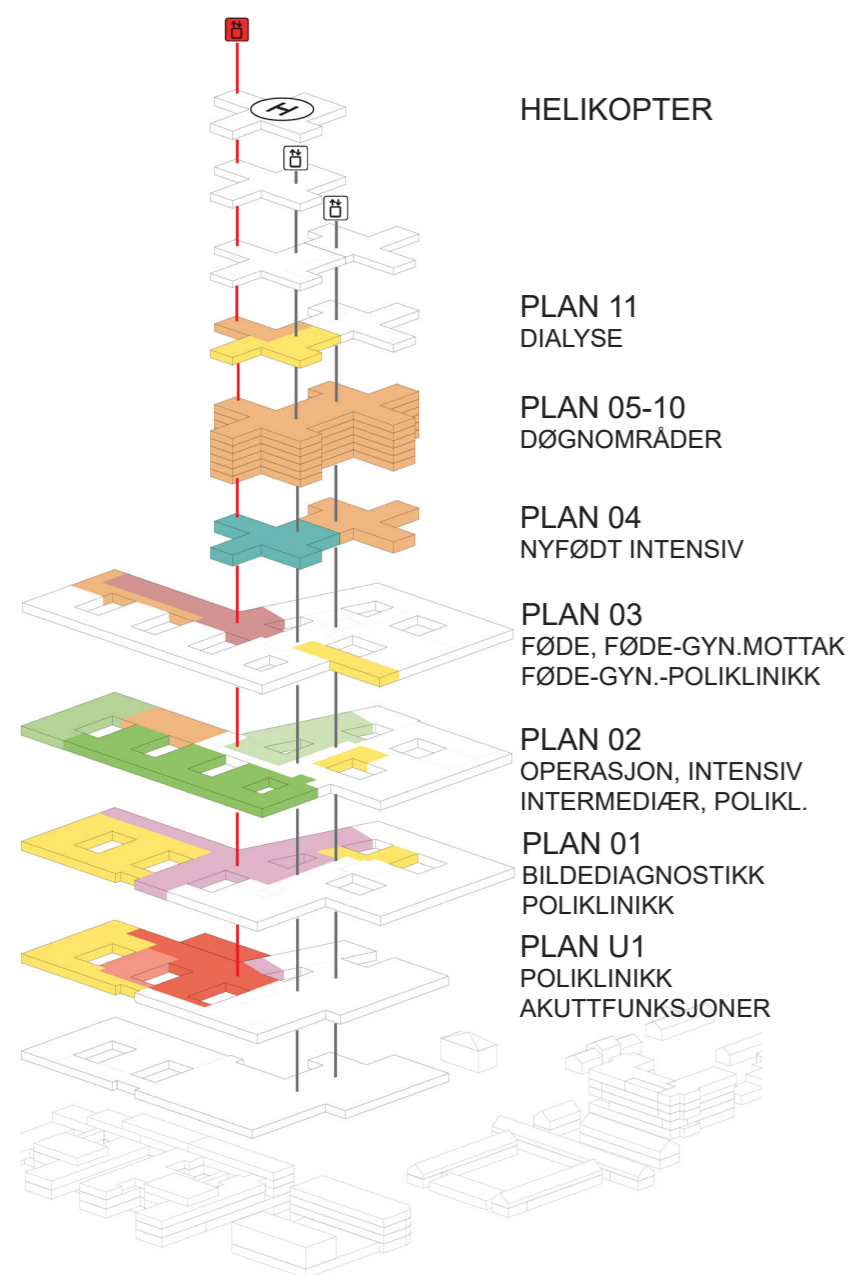 H
HELIKOPTER
PLAN 11
DIALYSE
PLAN 05-10
DØGNOMRÅDER
PLAN 04
NYFØDT INTENSIV
PLAN 03
FØDE, FØDE-GYN.MOTTAK
FØDE-GYN.-POLIKLINIKK
PLAN 02
OPERASJON, INTENSIV
INTERMEDIÆR, POLIKL.
PLAN 01
BILDEDIAGNOSTIKK
POLIKLINIKK
PLAN U1
POLIKLINIKK
AKUTTFUNKSJONER